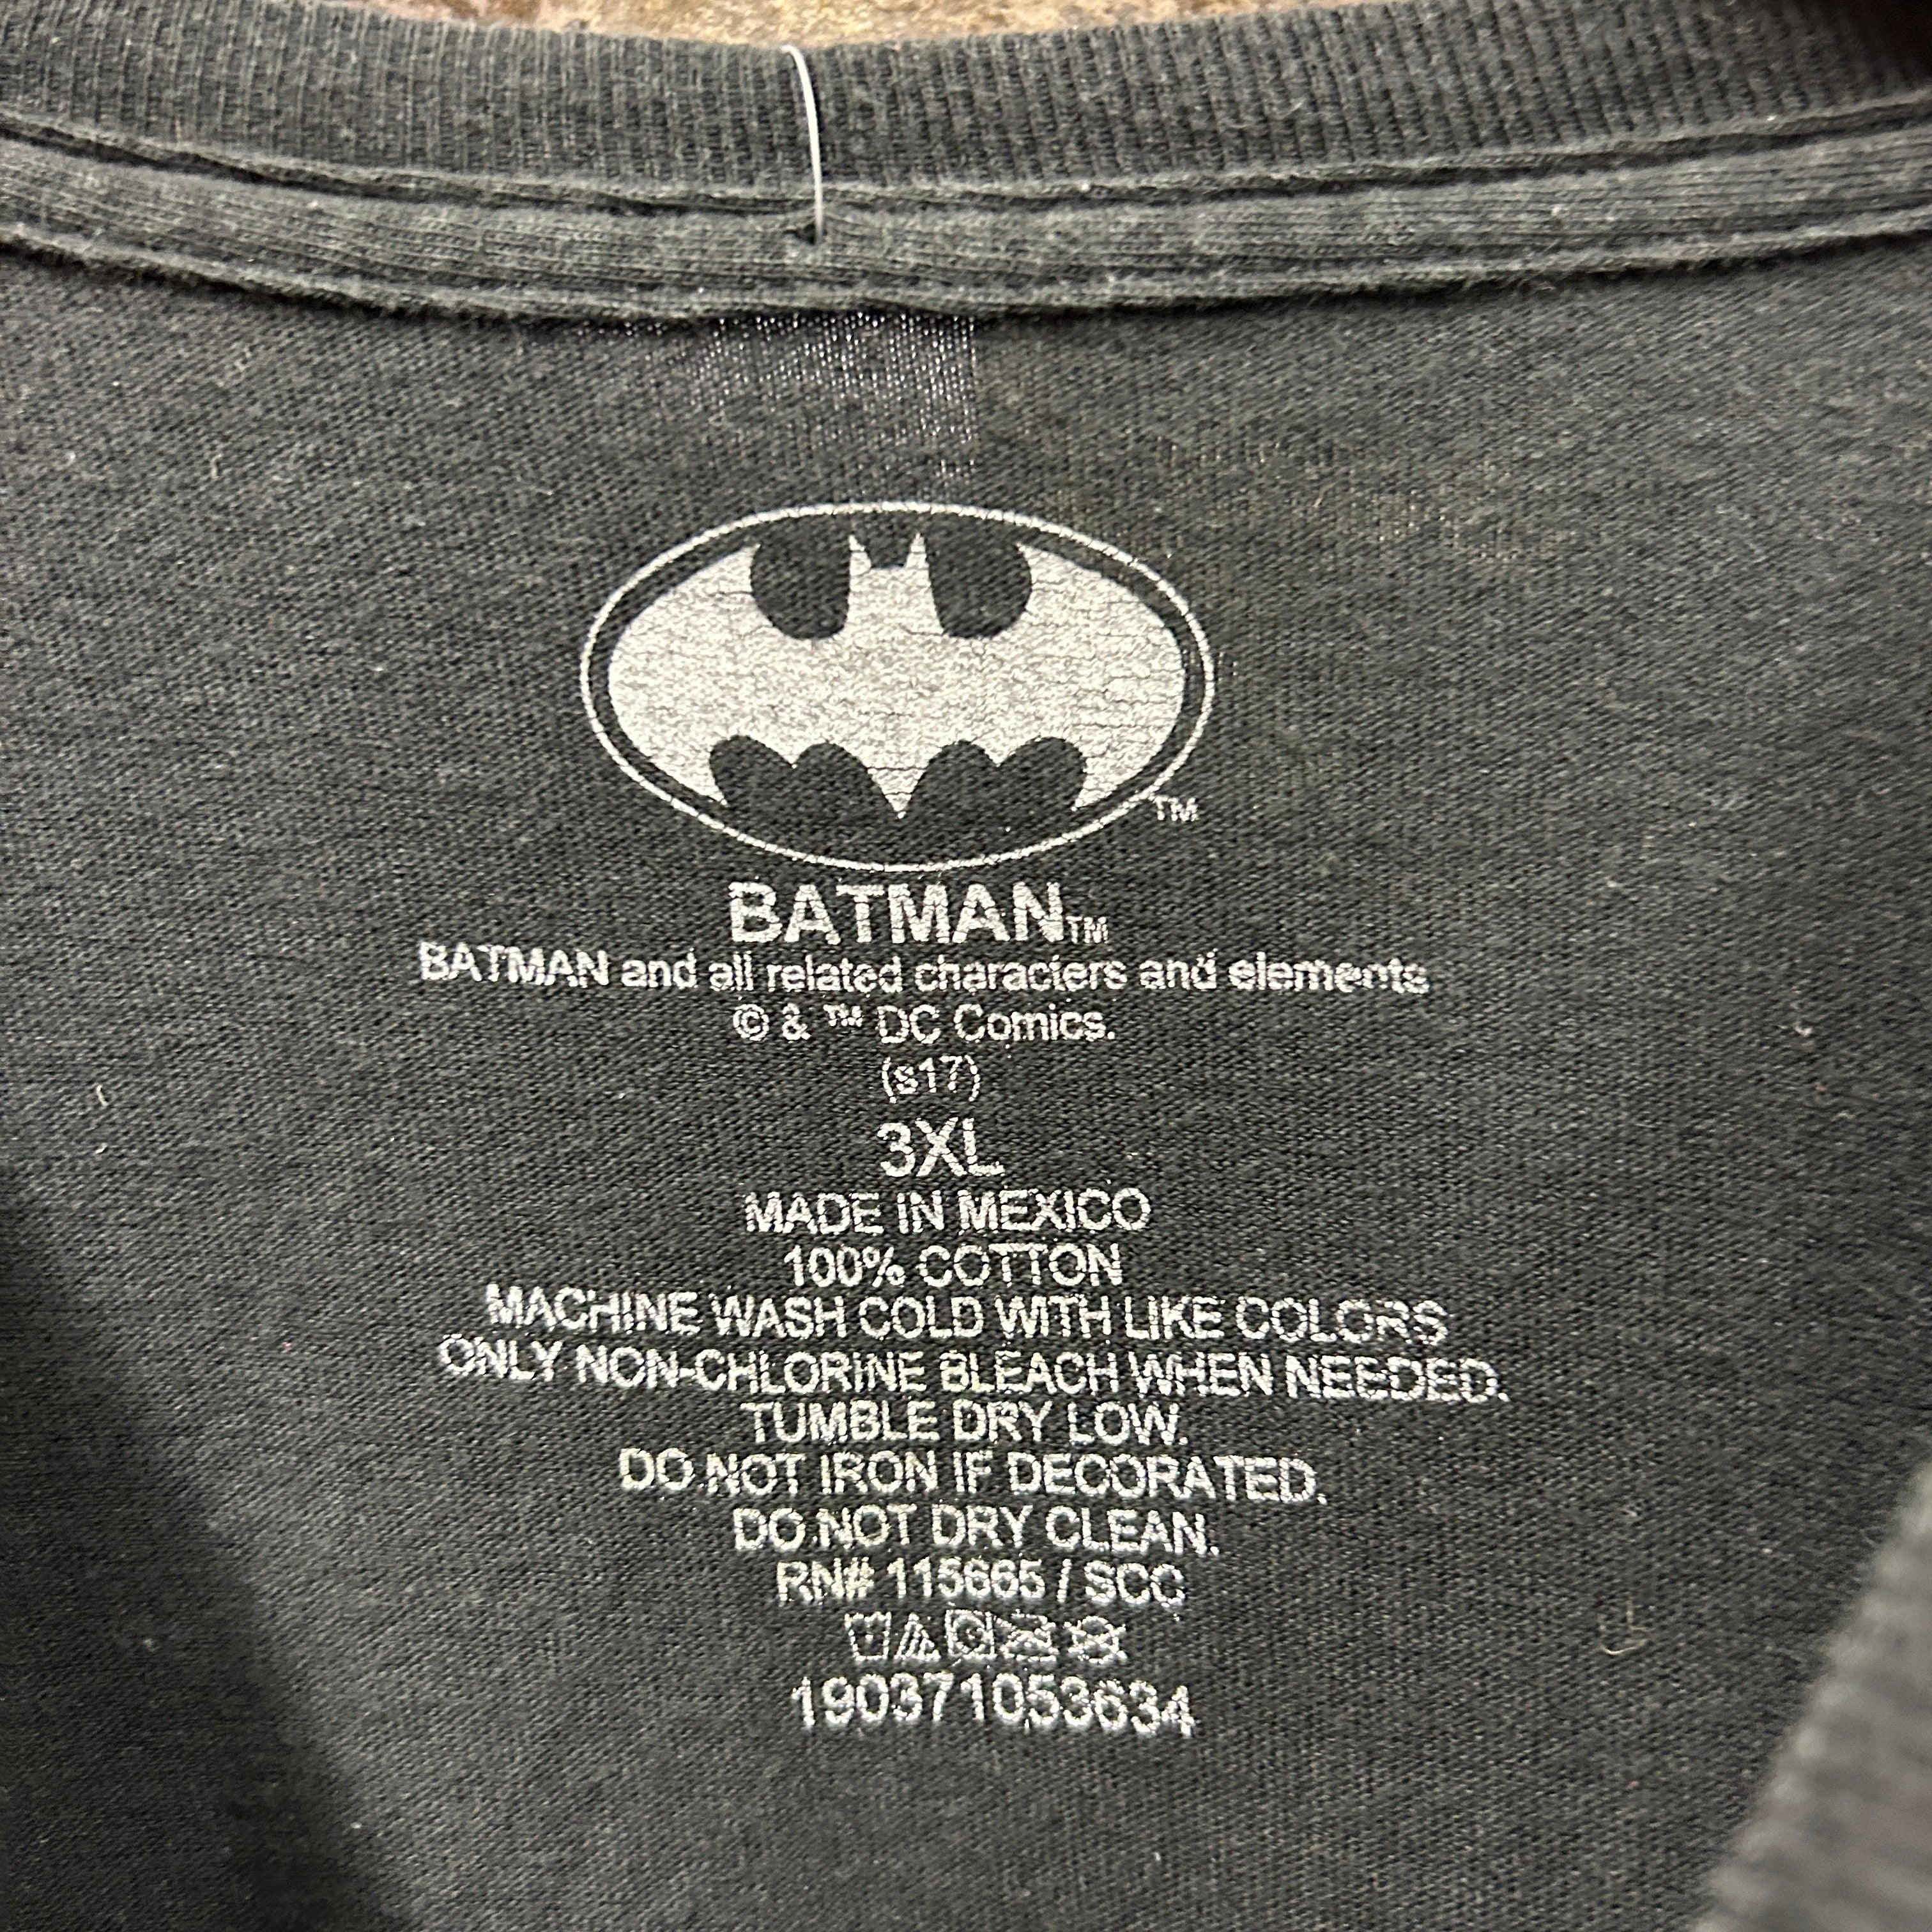 TM
BATMAN™
BATMAN and all related characters and elements
© & ™ DC Comics.
(s17)
3XL
MADE IN MEXICO
100% COTTON
MACHINE WASH COLD WITH LIKE COLORS
ONLY NON-CHLORINE BLEACH WHEN NEEDED.
TUMBLE DRY LOW.
DO NOT IRON IF DECORATED.
DO NOT DRY CLEAN.
RN# 115665 / SCC
190371053634